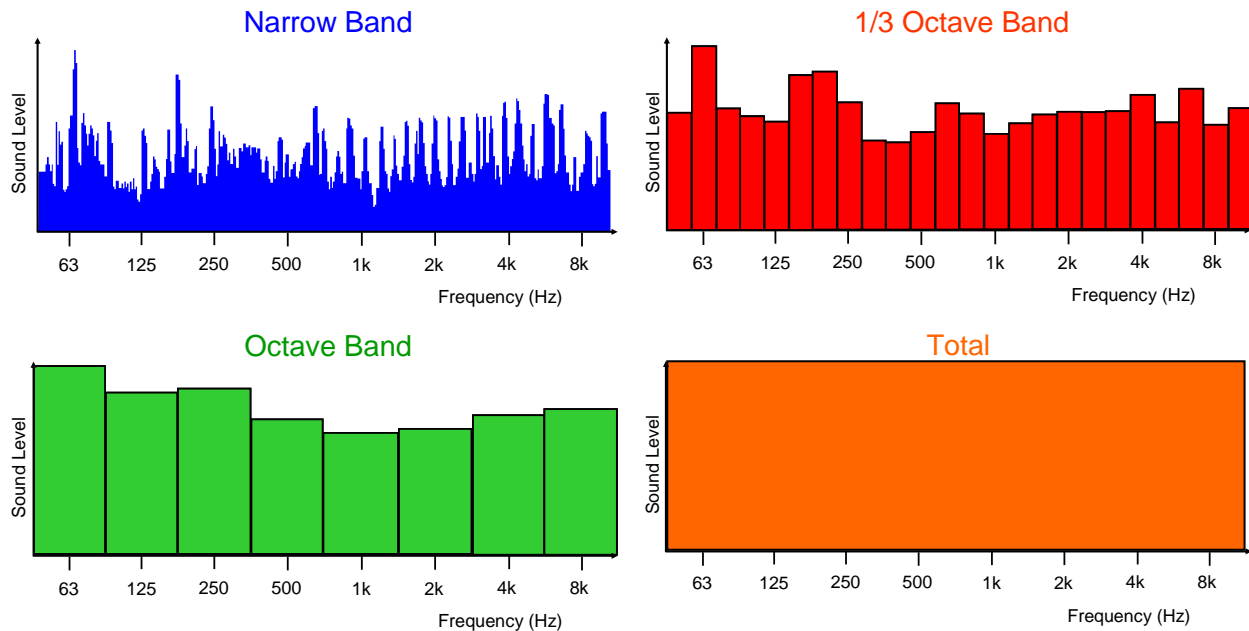 Narrow Band
Sound Level
63 125 250 500 1k 2k 4k 8k
Frequency (Hz)
1/3 Octave Band
Sound Level
63 125 250 500 1k 2k 4k 8k
Frequency (Hz)
Octave Band
Sound Level
63 125 250 500 1k 2k 4k 8k
Frequency (Hz)
Total
Sound Level
63 125 250 500 1k 2k 4k 8k
Frequency (Hz)